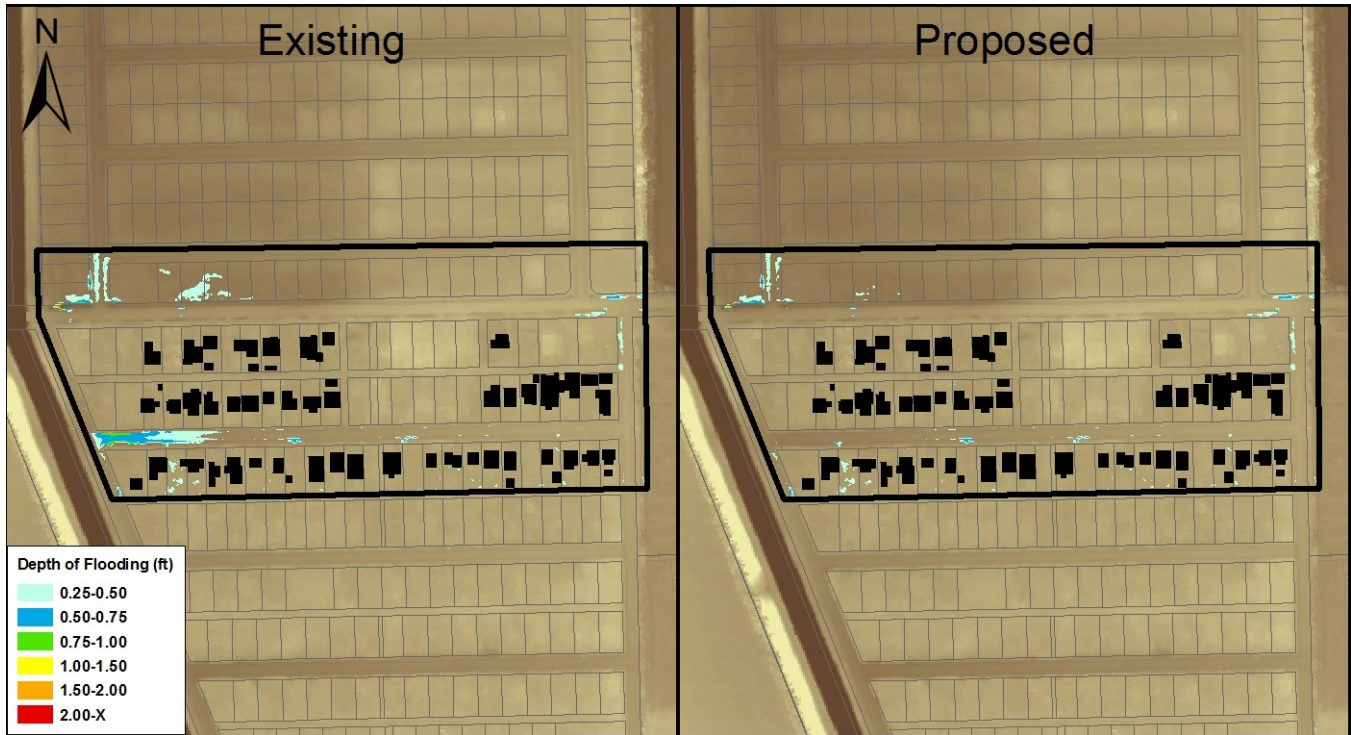 N
Existing
Proposed
Depth of Flooding (ft)
0.25-0.50
0.50-0.75
0.75-1.00
1.00-1.50
1.50-2.00
2.00-X